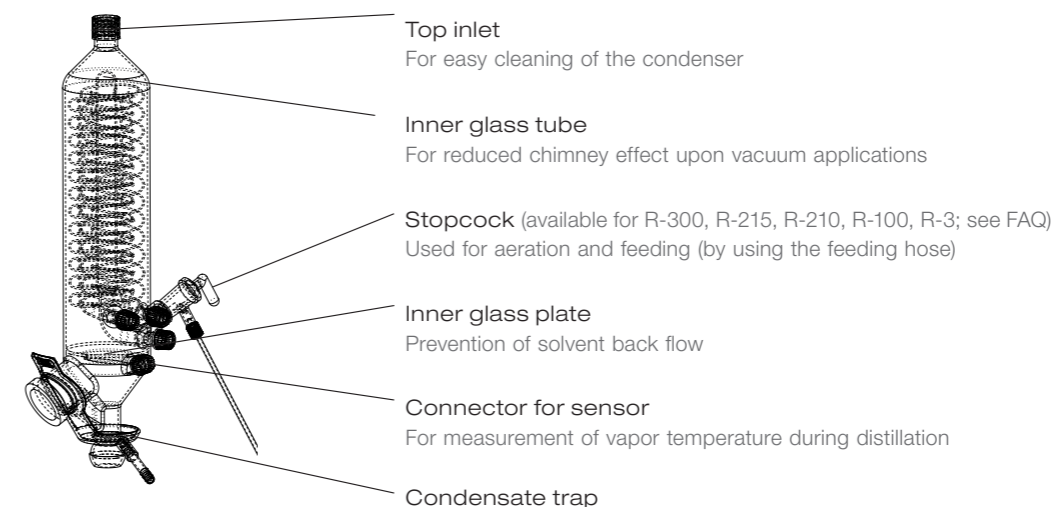 Top inlet
For easy cleaning of the condenser
Inner glass tube
For reduced chimney effect upon vacuum applications
Stopcock (available for R-300, R-215, R-210, R-100, R-3; see FAQ)
Used for aeration and feeding (by using the feeding hose)
Inner glass plate
Prevention of solvent back flow
Connector for sensor
For measurement of vapor temperature during distillation
Condensate trap